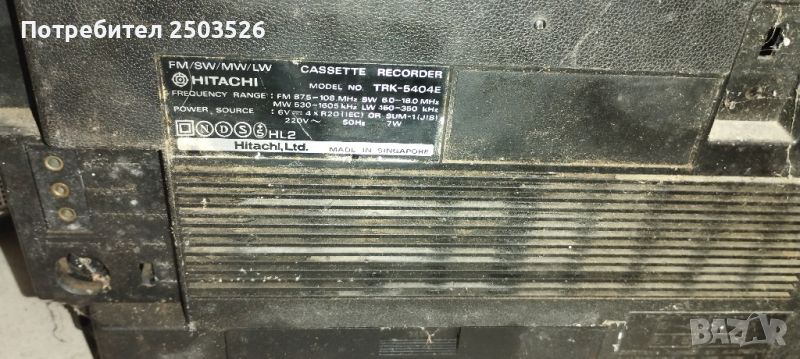 Потребител 2503526
FM/SW/MW/LW CASSETTE RECORDER
HITACHI MODEL NO. TRK-5404E
FREQUENCY RANGE : FM 87.5-108 MHz SW 6.0-18.0 MHz
MW 530-1605 kHz LW 150-350 kHz
POWER SOURCE : 6V 4×R20(IEC) OR SUM-1(JIS)
220V~ 50Hz 7W
N D S HL2
Hitachi,Ltd. MADE IN SINGAPORE
BAZAR
bg